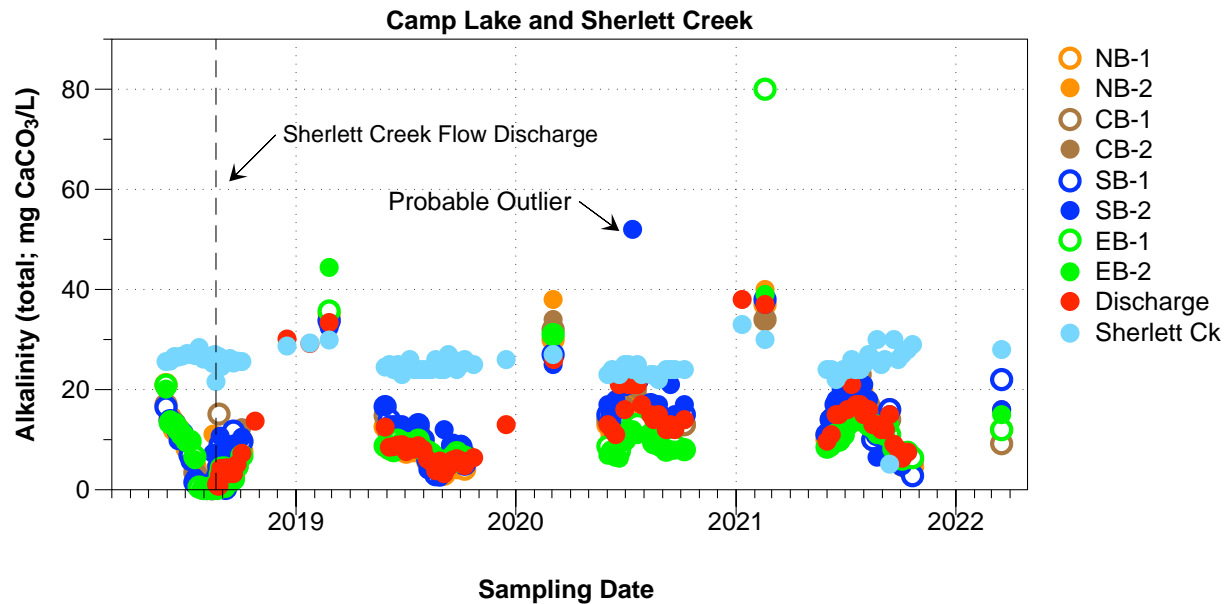 Camp Lake and Sherlett Creek
Alkalinity (total; mg CaCO₃/L)
80
60
40
20
0
Sherlett Creek Flow Discharge
Probable Outlier
2019 2020 2021 2022
Sampling Date
NB-1
NB-2
CB-1
CB-2
SB-1
SB-2
EB-1
EB-2
Discharge
Sherlett Ck